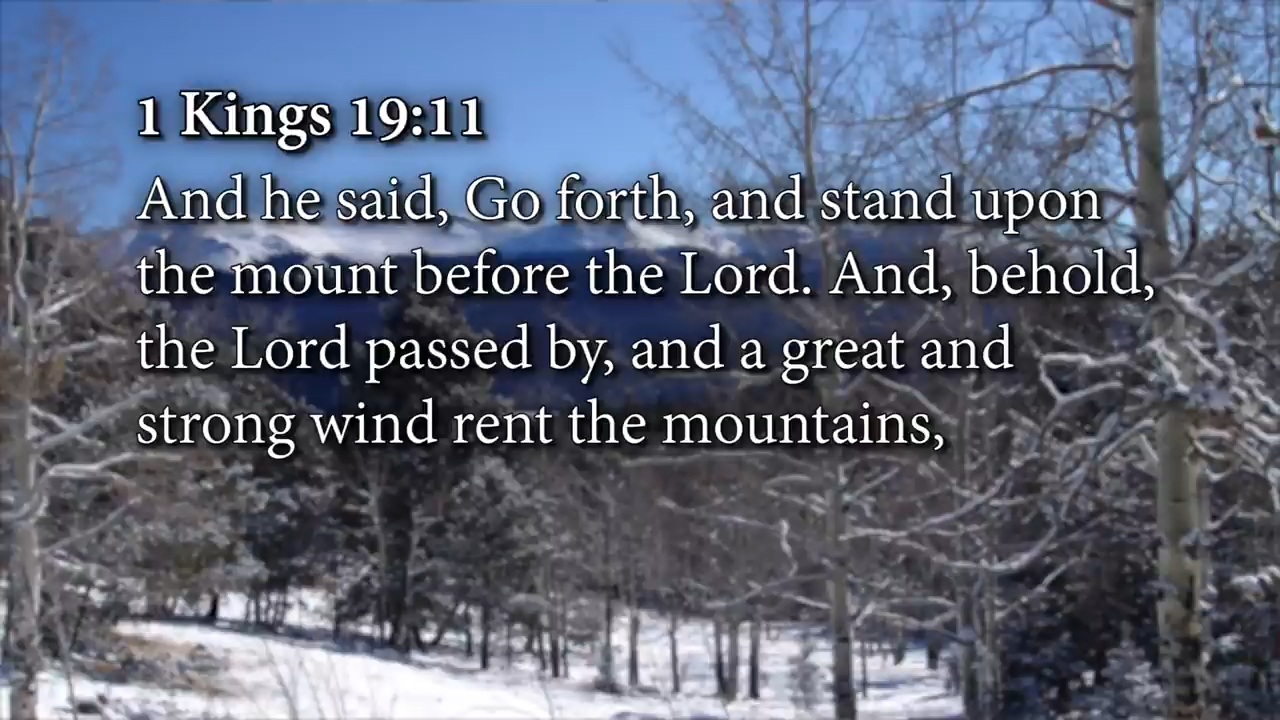 1 Kings 19:11
And he said, Go forth, and stand upon
the mount before the Lord. And, behold,
the Lord passed by, and a great and
strong wind rent the mountains,